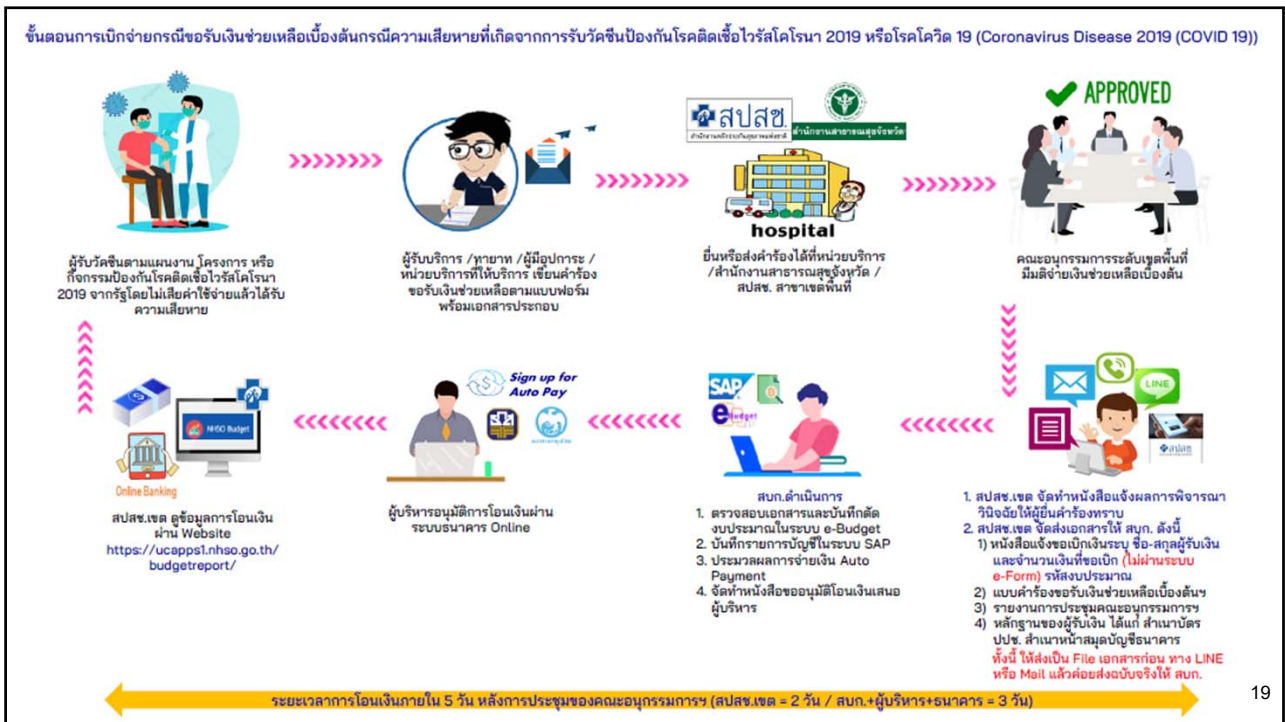 ขั้นตอนการเบิกจ่ายกรณีขอรับเงินช่วยเหลือเบื้องต้นกรณีความเสียหายที่เกิดจากการรับวัคซีนป้องกันโรคติดเชื้อไวรัสโคโรนา 2019 หรือโรคโควิด 19 (Coronavirus Disease 2019 (COVID 19))
ผู้รับวัคซีนตามแผนงาน โครงการ หรือ
กิจกรรมป้องกันโรคติดเชื้อไวรัสโคโรนา
2019 จากรัฐโดยไม่เสียค่าใช้จ่ายแล้วได้รับ
ความเสียหาย
ผู้รับบริการ /ทายาท /ผู้มีอุปการะ /
หน่วยบริการที่ให้บริการ เขียนคำร้อง
ขอรับเงินช่วยเหลือตามแบบฟอร์ม
พร้อมเอกสารประกอบ
สปสช.
สำนักงานหลักประกันสุขภาพแห่งชาติ
สำนักงานสาธารณสุขจังหวัด
hospital
ยื่นหรือส่งคำร้องได้ที่หน่วยบริการ
/สำนักงานสาธารณสุขจังหวัด /
สปสช. สาขาเขตพื้นที่
APPROVED
คณะอนุกรรมการระดับเขตพื้นที่
มีมติจ่ายเงินช่วยเหลือเบื้องต้น
LINE
สปสช
1. สปสช.เขต จัดทำหนังสือแจ้งผลการพิจารณา
วินิจฉัยให้ผู้ยื่นคำร้องทราบ
2. สปสช.เขต จัดส่งเอกสารให้ สบก. ดังนี้
1) หนังสือแจ้งขอเบิกเงินระบุ ชื่อ-สกุลผู้รับเงิน
และจำนวนเงินที่ขอเบิก (ไม่ผ่านระบบ
e-Form) รหัสงบประมาณ
2) แบบคำร้องขอรับเงินช่วยเหลือเบื้องต้นฯ
3) รายงานการประชุมคณะอนุกรรมการฯ
4) หลักฐานของผู้รับเงิน ได้แก่ สำเนาบัตร
ปปช. สำเนาหน้าสมุดบัญชีธนาคาร
ทั้งนี้ ให้ส่งเป็น File เอกสารก่อน ทาง LINE
หรือ Mail แล้วค่อยส่งฉบับจริงให้ สบก.
SAP
e Budget
สบก.ดำเนินการ
1. ตรวจสอบเอกสารและบันทึกตัด
งบประมาณในระบบ e-Budget
2. บันทึกรายการบัญชีในระบบ SAP
3. ประมวลผลการจ่ายเงิน Auto
Payment
4. จัดทำหนังสือขออนุมัติโอนเงินเสนอ
ผู้บริหาร
Sign up for
Auto Pay
ผู้บริหารอนุมัติการโอนเงินผ่าน
ระบบธนาคาร Online
NHSO Budget
Online Banking
สปสช.เขต ดูข้อมูลการโอนเงิน
ผ่าน Website
https://ucapps1.nhso.go.th/
budgetreport/
ระยะเวลาการโอนเงินภายใน 5 วัน หลังการประชุมของคณะอนุกรรมการฯ (สปสช.เขต = 2 วัน / สบก.+ผู้บริหาร+ธนาคาร = 3 วัน)
19